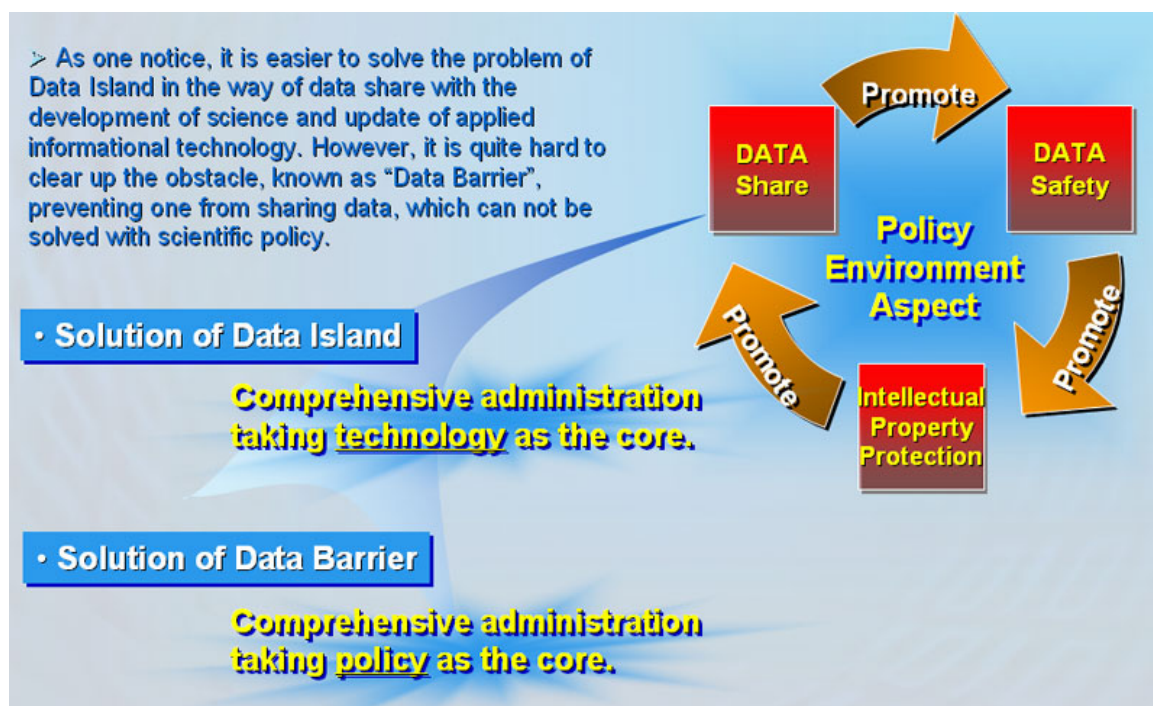 ➢ As one notice, it is easier to solve the problem of
Data Island in the way of data share with the
development of science and update of applied
informational technology. However, it is quite hard to
clear up the obstacle, known as “Data Barrier”,
preventing one from sharing data, which can not be
solved with scientific policy.
• Solution of Data Island
Comprehensive administration
taking technology as the core.
• Solution of Data Barrier
Comprehensive administration
taking policy as the core.
Promote
DATA
Share
DATA
Safety
Policy
Environment
Aspect
Promote
Promote
Intellectual
Property
Protection